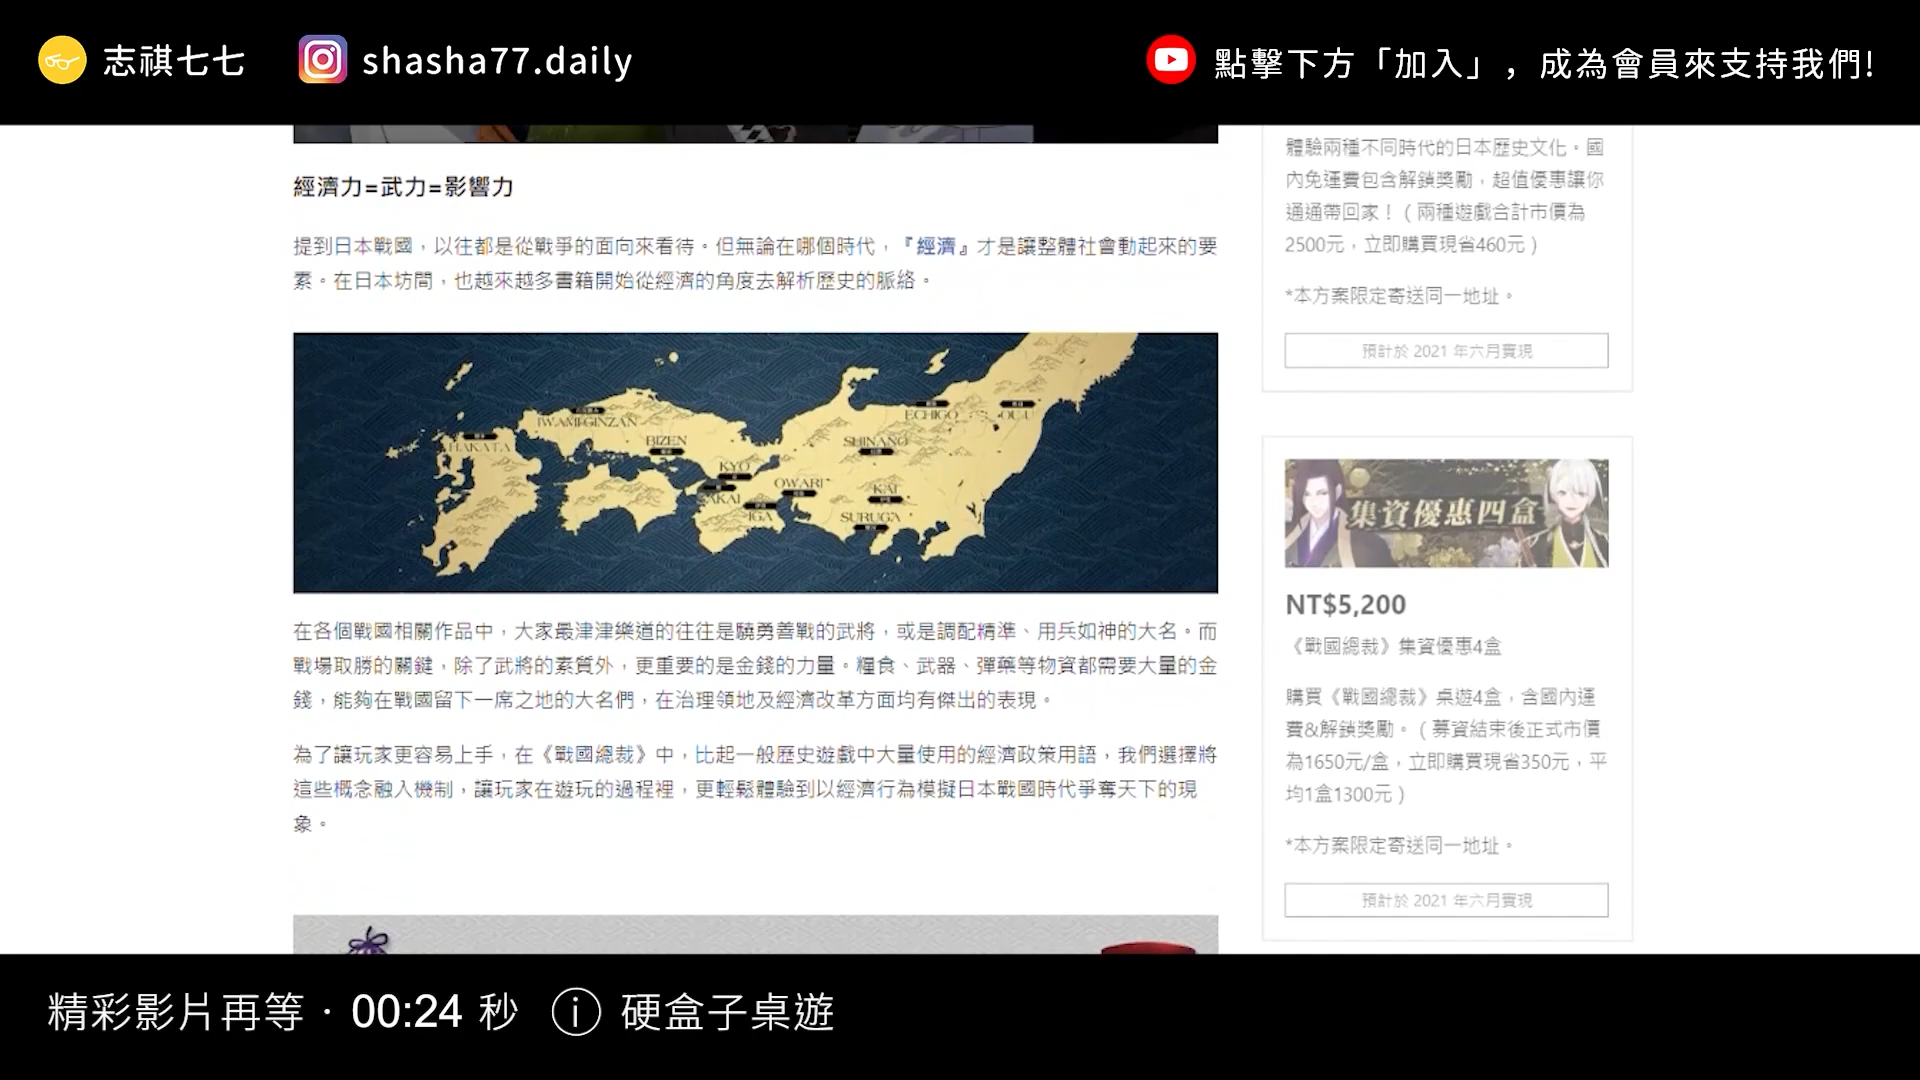 志祺七七
shasha77.daily
點擊下方「加入」，成為會員來支持我們!
經濟力=武力=影響力
提到日本戰國，以往都是從戰爭的面向來看待。但無論在哪個時代，『經濟』才是讓整體社會動起來的要
素。在日本坊間，也越來越多書籍開始從經濟的角度去解析歷史的脈絡。
HAKATA
IWAMIGINZAN
BIZEN
KYO
SAKAI
IGA
OWARI
SHINANO
KAI
SURUGA
ECHIGO
OUU
在各個戰國相關作品中，大家最津津樂道的往往是驍勇善戰的武將，或是調配精準、用兵如神的大名。而
戰場取勝的關鍵，除了武將的素質外，更重要的是金錢的力量。糧食、武器、彈藥等物資都需要大量的金
錢，能夠在戰國留下一席之地的大名們，在治理領地及經濟改革方面均有傑出的表現。
為了讓玩家更容易上手，在《戰國總裁》中，比起一般歷史遊戲中大量使用的經濟政策用語，我們選擇將
這些概念融入機制，讓玩家在遊玩的過程裡，更輕鬆體驗到以經濟行為模擬日本戰國時代爭奪天下的現
象。
體驗兩種不同時代的日本歷史文化。國
內免運費包含解鎖獎勵，超值優惠讓你
通通帶回家！（兩種遊戲合計市價為
2500元，立即購買現省460元）
*本方案限定寄送同一地址。
預計於 2021 年六月實現
集資優惠四盒
NT$5,200
《戰國總裁》集資優惠4盒
購買《戰國總裁》桌遊4盒，含國內運
費&解鎖獎勵。（募資結束後正式市價
為1650元/盒，立即購買現省350元，平
均1盒1300元）
*本方案限定寄送同一地址。
預計於 2021 年六月實現
精彩影片再等 · 00:24 秒
硬盒子桌遊